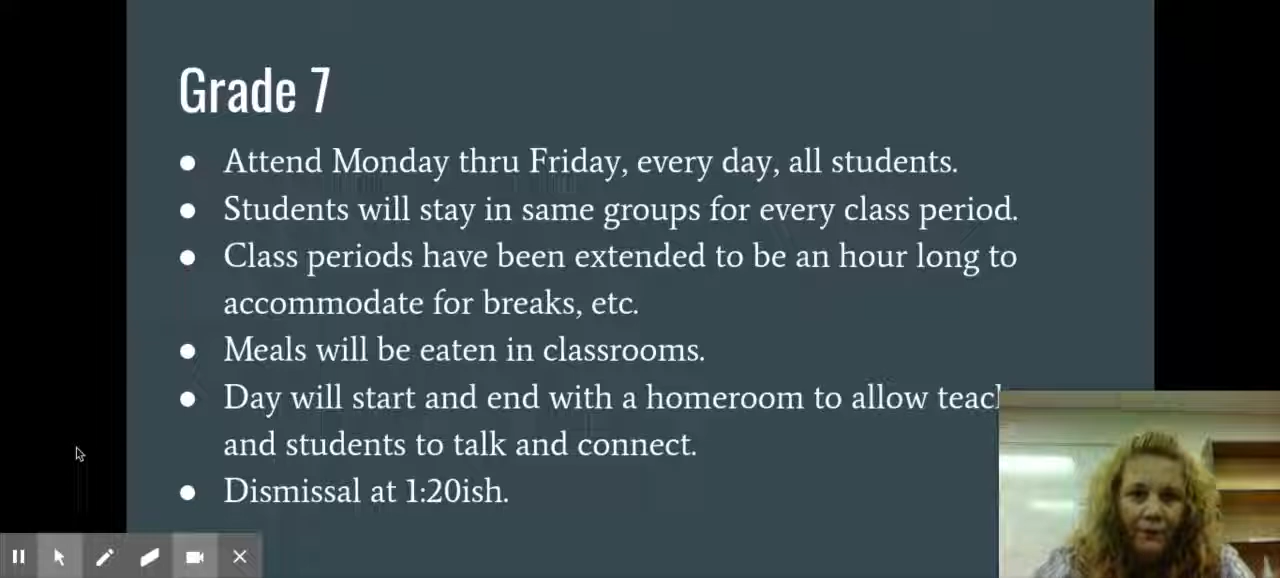 Grade 7
● Attend Monday thru Friday, every day, all students.
● Students will stay in same groups for every class period.
● Class periods have been extended to be an hour long to
accommodate for breaks, etc.
● Meals will be eaten in classrooms.
● Day will start and end with a homeroom to allow
and students to talk and connect.
● Dismissal at 1:20ish.